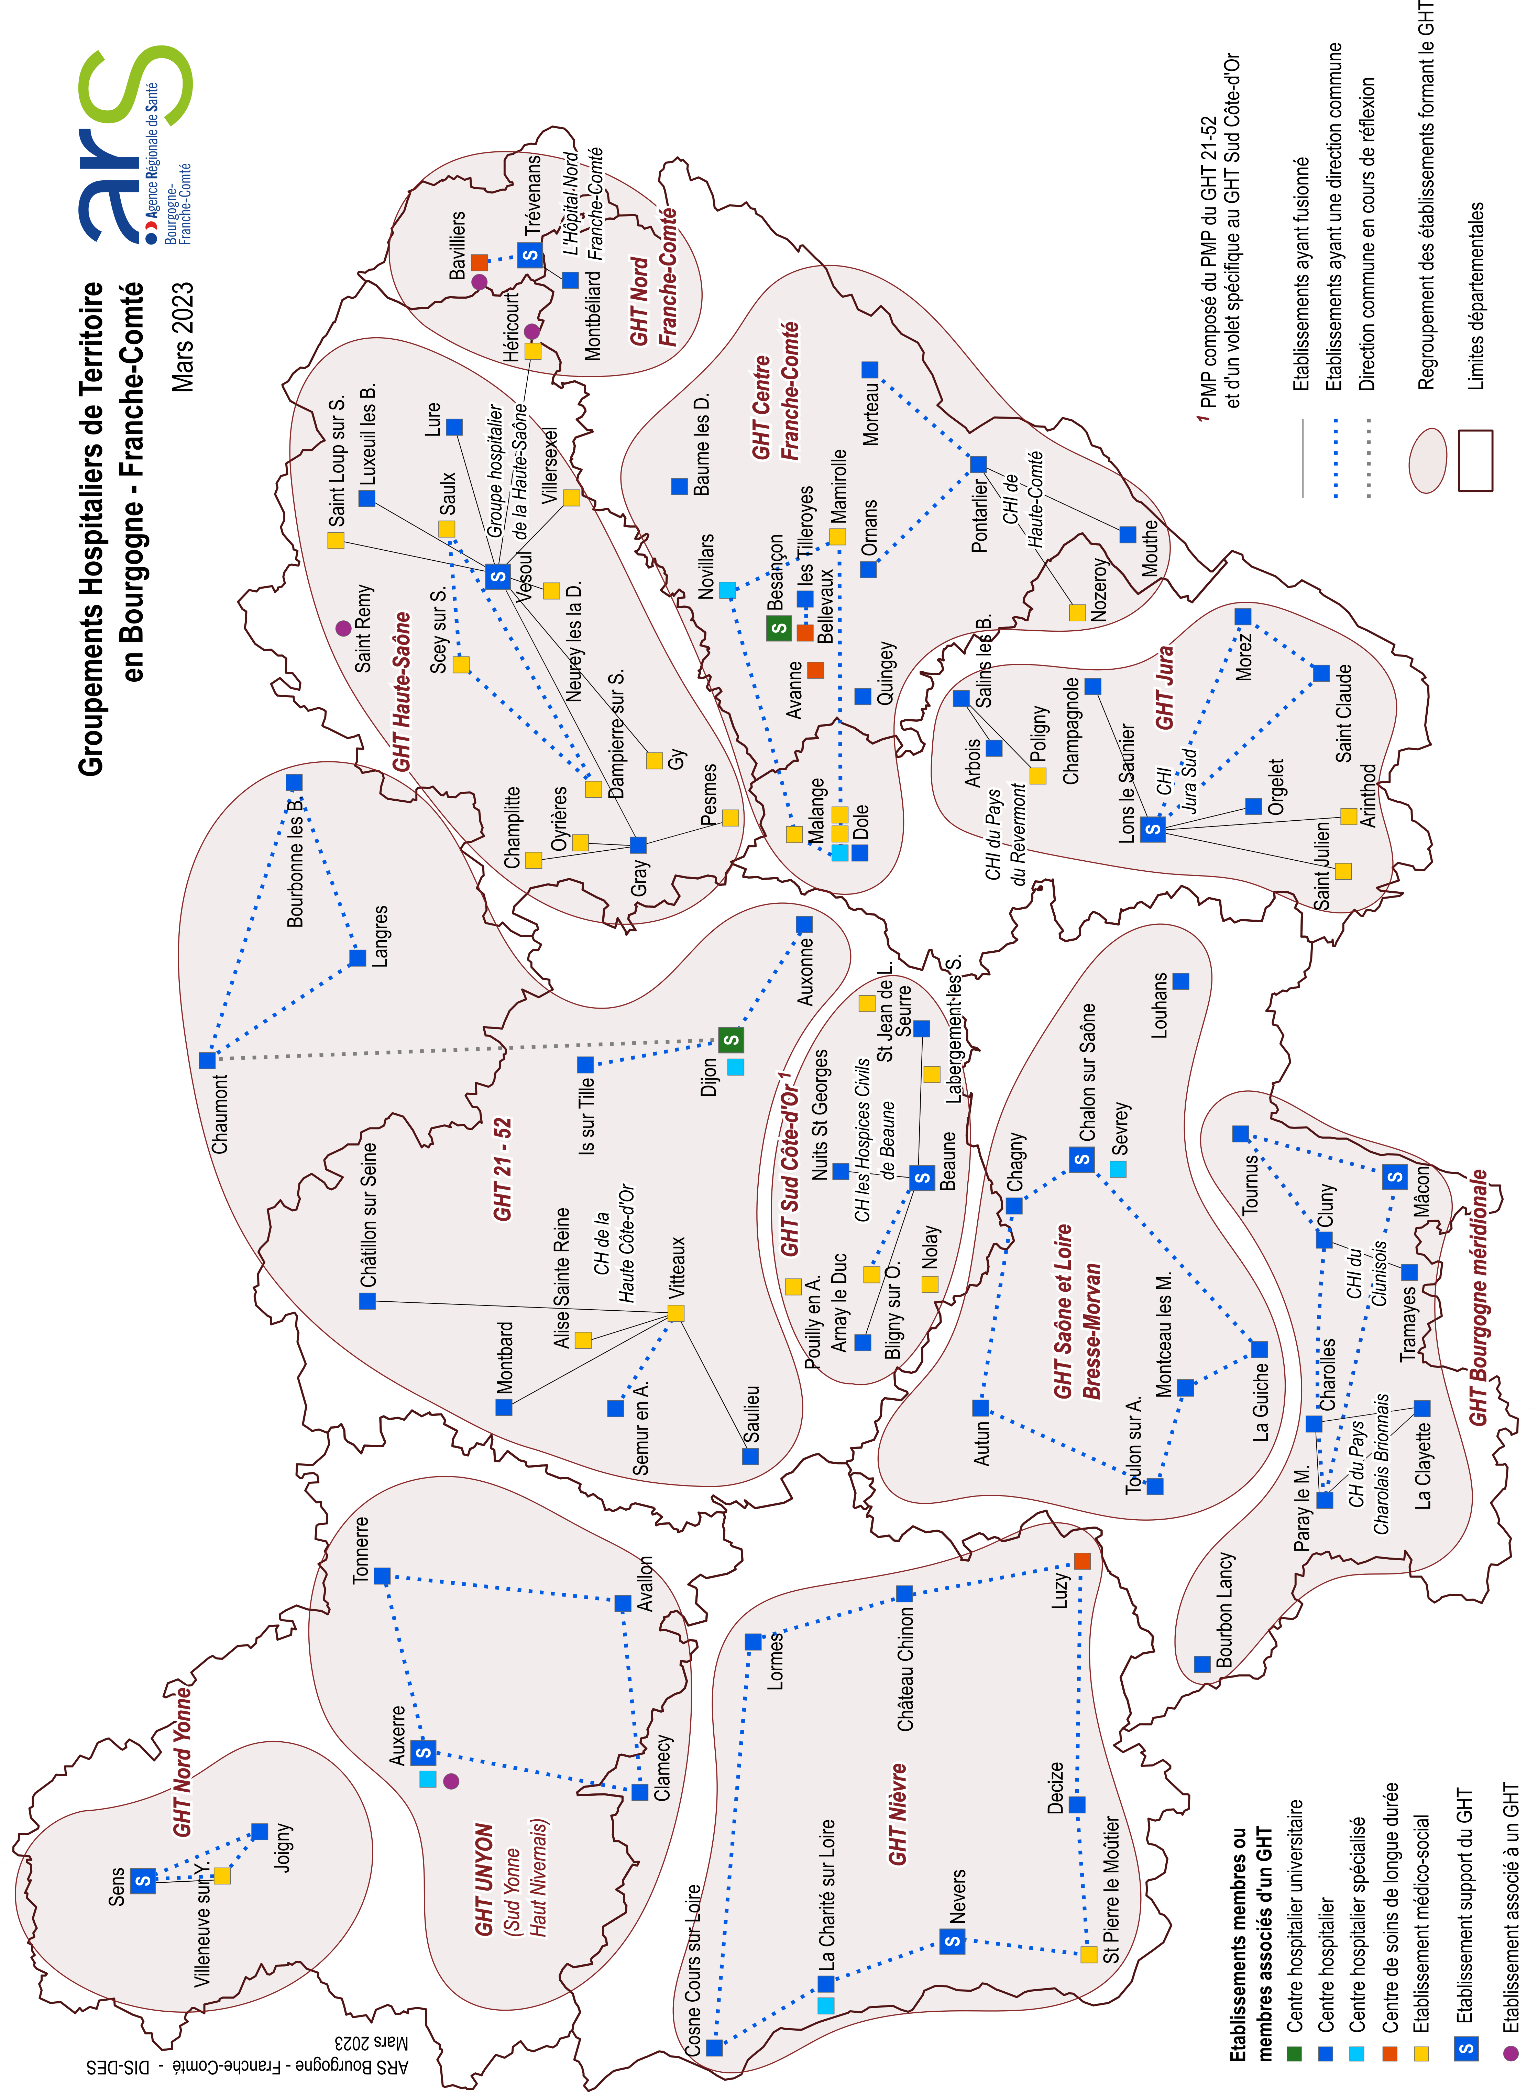 Groupements Hospitaliers de Territoire
en Bourgogne - Franche-Comté
Mars 2023
ars
Agence Régionale de Santé
Bourgogne-
Franche-Comté
GHT Nord Yonne
Sens
Villeneuve sur Y.
Joigny
GHT UNYON
(Sud Yonne
Haut Nivernais)
Auxerre
Tonnerre
Avallon
Clamecy
GHT Nièvre
Cosne Cours sur Loire
La Charité sur Loire
Nevers
St Pierre le Moûtier
Decize
Luzy
Château Chinon
Lormes
GHT 21 - 52
Chaumont
Bourbonne les B.
Langres
Châtillon sur Seine
Montbard
Alise Sainte Reine
CH de la
Haute Côte-d'Or
Vitteaux
Semur en A.
Saulieu
Is sur Tille
Dijon
Auxonne
GHT Sud Côte-d'Or 1
Pouilly en A.
Arnay le Duc
Bligny sur O.
Nolay
Nuits St Georges
CH les Hospices Civils
de Beaune
Beaune
St Jean de L.
Seurre
Labergement les S.
GHT Saône et Loire
Bresse-Morvan
Autun
Chagny
Chalon sur Saône
Sevrey
Louhans
Montceau les M.
Toulon sur A.
La Guiche
GHT Bourgogne méridionale
Tournus
Mâcon
Cluny
CHI du
Clunisois
Tramayes
Charolles
Paray le M.
CH du Pays
Charolais Brionnais
La Clayette
Bourbon Lancy
GHT Haute-Saône
Saint Loup sur S.
Luxeuil les B.
Lure
Saulx
Saint Remy
Scey sur S.
Vesoul
Groupe hospitalier
de la Haute-Saône
Villersexel
Neurey les la D.
Dampierre sur S.
Gy
Champlitte
Oyrières
Gray
Pesmes
GHT Nord
Franche-Comté
Bavilliers
Trévenans
L'Hôpital Nord
Franche-Comté
Héricourt
Montbéliard
GHT Centre
Franche-Comté
Baume les D.
Novillars
Besançon
les Tilleroyes
Bellevaux
Avanne
Mamirolle
Ornans
Quingey
Morteau
Pontarlier
CHI de
Haute-Comté
Mouthe
Nozeroy
Malange
Dole
GHT Jura
Salins les B.
Arbois
Poligny
CHI du Pays
du Revermont
Champagnole
Lons le Saunier
CHI
Jura Sud
Morez
Saint Claude
Orgelet
Arinthod
Saint Julien
S
S
S
S
S
S
S
S
S
S
S
1 PMP composé du PMP du GHT 21-52
et d'un volet spécifique au GHT Sud Côte-d'Or
Etablissements ayant fusionné
Etablissements ayant une direction commune
Direction commune en cours de réflexion
Regroupement des établissements formant le GHT
Limites départementales
Etablissements membres ou
membres associés d'un GHT
Centre hospitalier universitaire
Centre hospitalier
Centre hospitalier spécialisé
Centre de soins de longue durée
Etablissement médico-social
S Etablissement support du GHT
Etablissement associé à un GHT
ARS Bourgogne - Franche-Comté - DIS-DES
Mars 2023